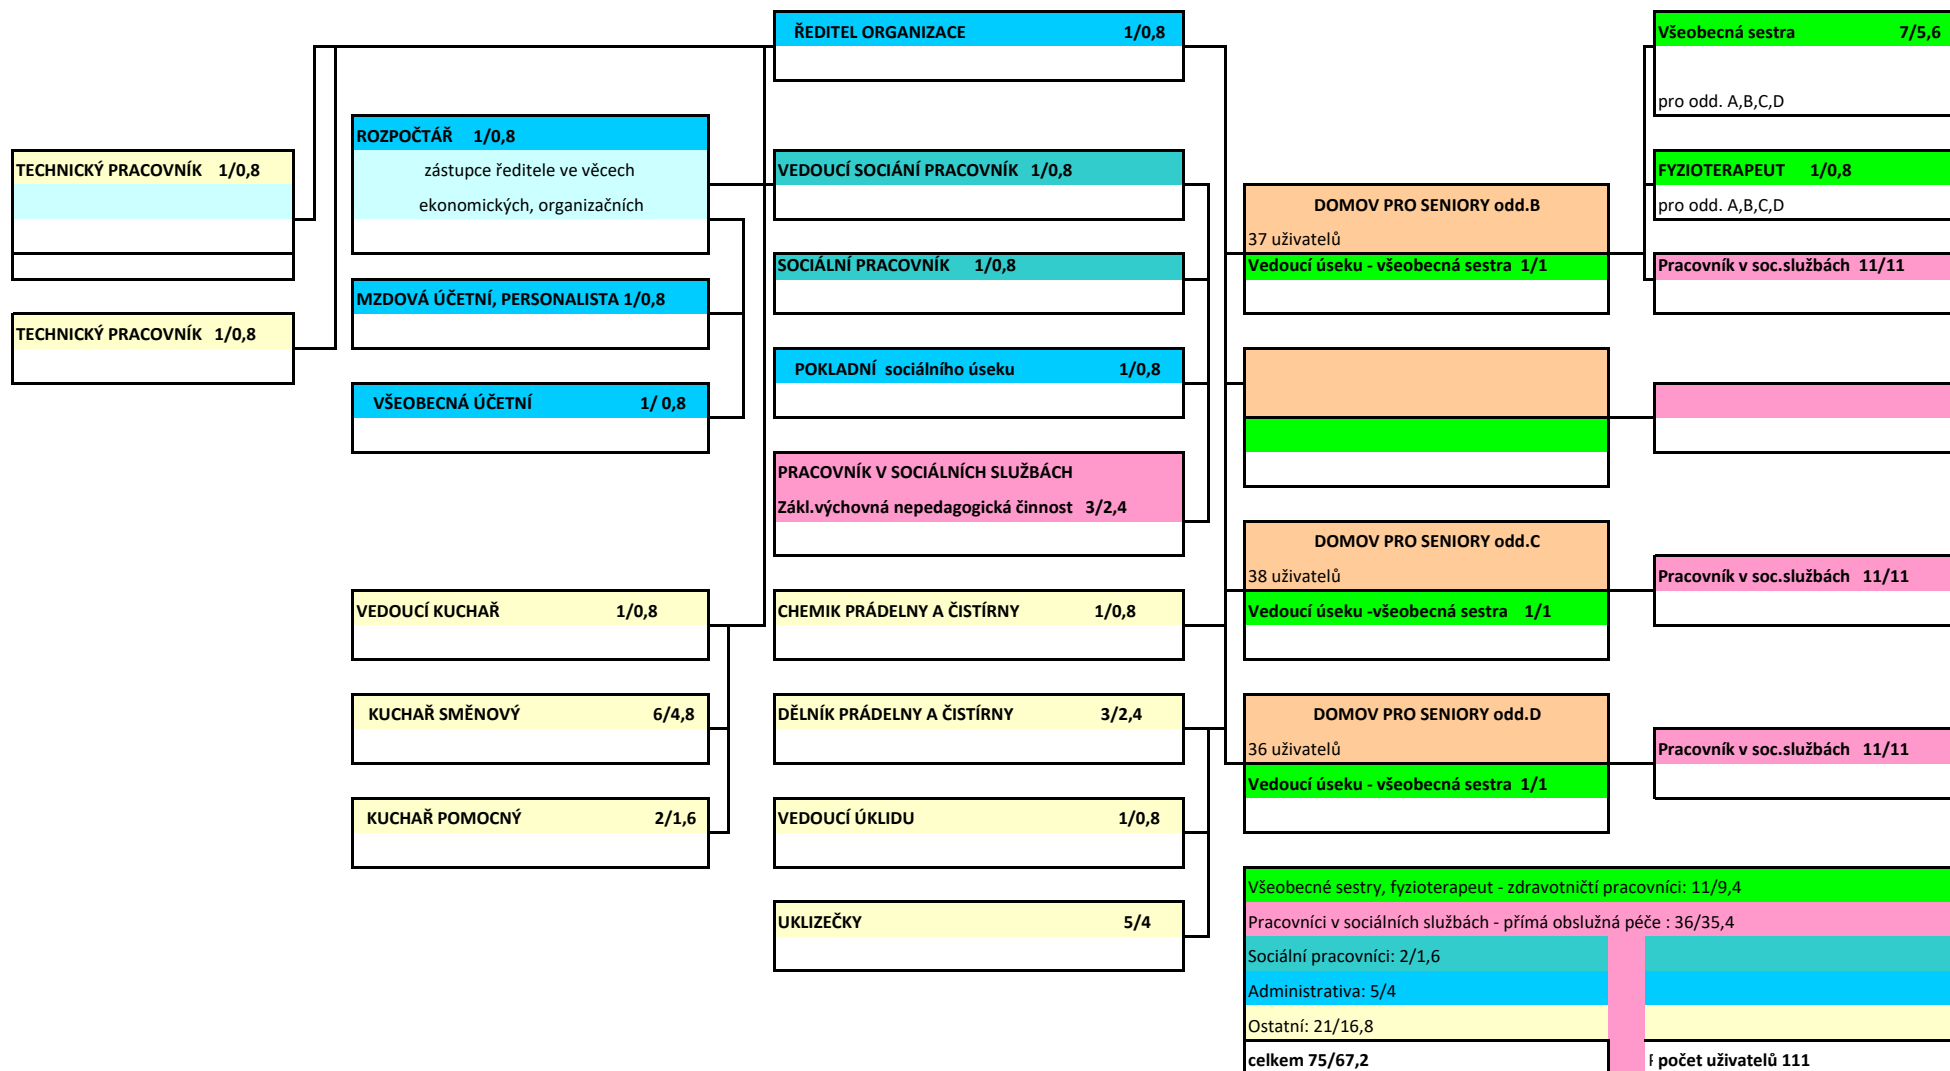 ŘEDITEL ORGANIZACE 1/0,8
Všeobecná sestra 7/5,6
pro odd. A,B,C,D
ROZPOČTÁŘ 1/0,8
zástupce ředitele ve věcech
ekonomických, organizačních
TECHNICKÝ PRACOVNÍK 1/0,8
VEDOUCÍ SOCIÁNÍ PRACOVNÍK 1/0,8
FYZIOTERAPEUT 1/0,8
pro odd. A,B,C,D
DOMOV PRO SENIORY odd.B
37 uživatelů
Vedoucí úseku - všeobecná sestra 1/1
SOCIÁLNÍ PRACOVNÍK 1/0,8
Pracovník v soc.službách 11/11
MZDOVÁ ÚČETNÍ, PERSONALISTA 1/0,8
TECHNICKÝ PRACOVNÍK 1/0,8
POKLADNÍ sociálního úseku 1/0,8
VŠEOBECNÁ ÚČETNÍ 1/ 0,8
PRACOVNÍK V SOCIÁLNÍCH SLUŽBÁCH
Zákl.výchovná nepedagogická činnost 3/2,4
DOMOV PRO SENIORY odd.C
38 uživatelů
Vedoucí úseku -všeobecná sestra 1/1
Pracovník v soc.službách 11/11
VEDOUCÍ KUCHAŘ 1/0,8
CHEMIK PRÁDELNY A ČISTÍRNY 1/0,8
KUCHAŘ SMĚNOVÝ 6/4,8
DĚLNÍK PRÁDELNY A ČISTÍRNY 3/2,4
DOMOV PRO SENIORY odd.D
36 uživatelů
Vedoucí úseku - všeobecná sestra 1/1
Pracovník v soc.službách 11/11
KUCHAŘ POMOCNÝ 2/1,6
VEDOUCÍ ÚKLIDU 1/0,8
UKLIZEČKY 5/4
Všeobecné sestry, fyzioterapeut - zdravotničtí pracovníci: 11/9,4
Pracovníci v sociálních službách - přímá obslužná péče : 36/35,4
Sociální pracovníci: 2/1,6
Administrativa: 5/4
Ostatní: 21/16,8
celkem 75/67,2
počet uživatelů 111